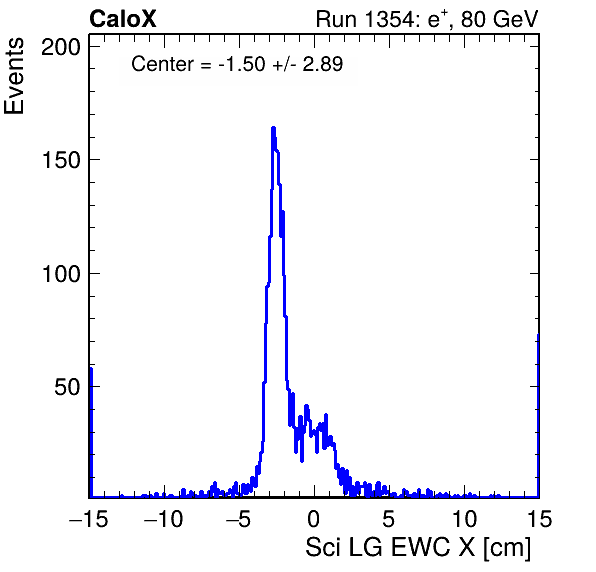 CaloX Run 1354: e⁺, 80 GeV
Center = -1.50 +/- 2.89
Events
200
150
100
50
−15 −10 −5 0 5 10 15
Sci LG EWC X [cm]